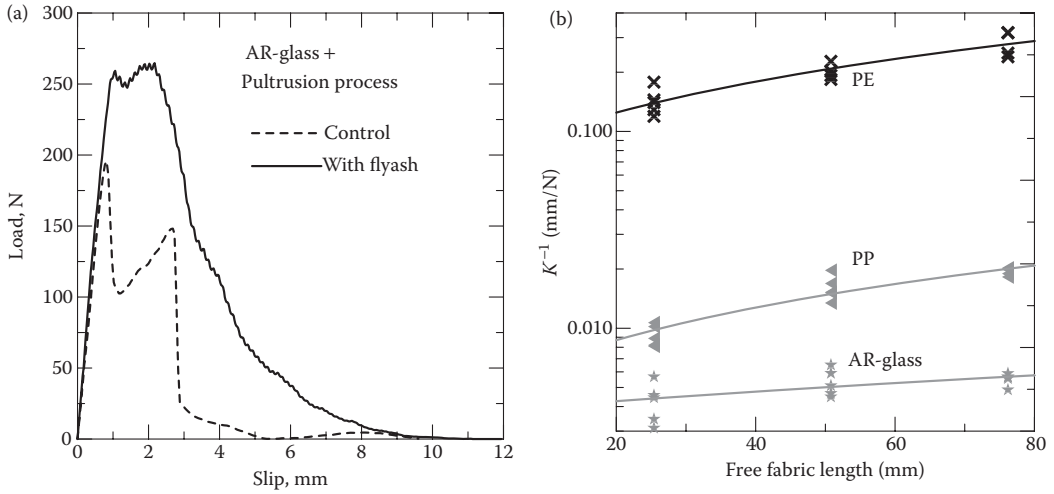 (a)
300
250
200
150
100
50
0
Load, N
0 2 4 6 8 10 12
Slip, mm
AR-glass +
Pultrusion process
Control
With flyash
(b)
0.100
0.010
K⁻¹ (mm/N)
PE
PP
AR-glass
20 40 60 80
Free fabric length (mm)